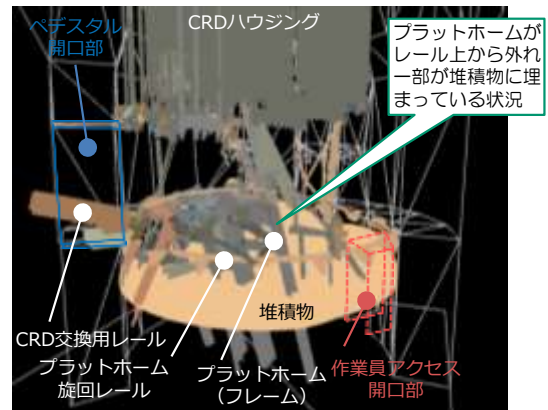 ペデスタル
開口部
CRDハウジング
プラットホームが
レール上から外れ
一部が堆積物に埋
まっている状況
堆積物
CRD交換用レール
プラットホーム
旋回レール
プラットホーム
(フレーム)
作業員アクセス
開口部